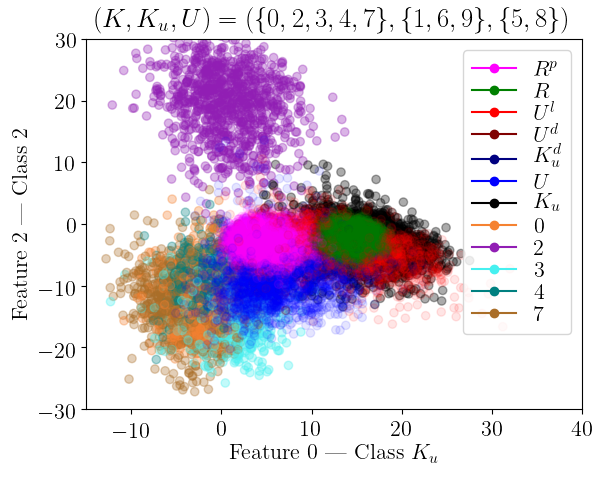 (K, K_u, U) = ({0, 2, 3, 4, 7}, {1, 6, 9}, {5, 8})
30
20
10
0
−10
−20
−30
Feature 2 — Class 2
−10
0
10
20
30
40
Feature 0 — Class K_u
R^p
R
U^l
U^d
K_u^d
U
K_u
0
2
3
4
7